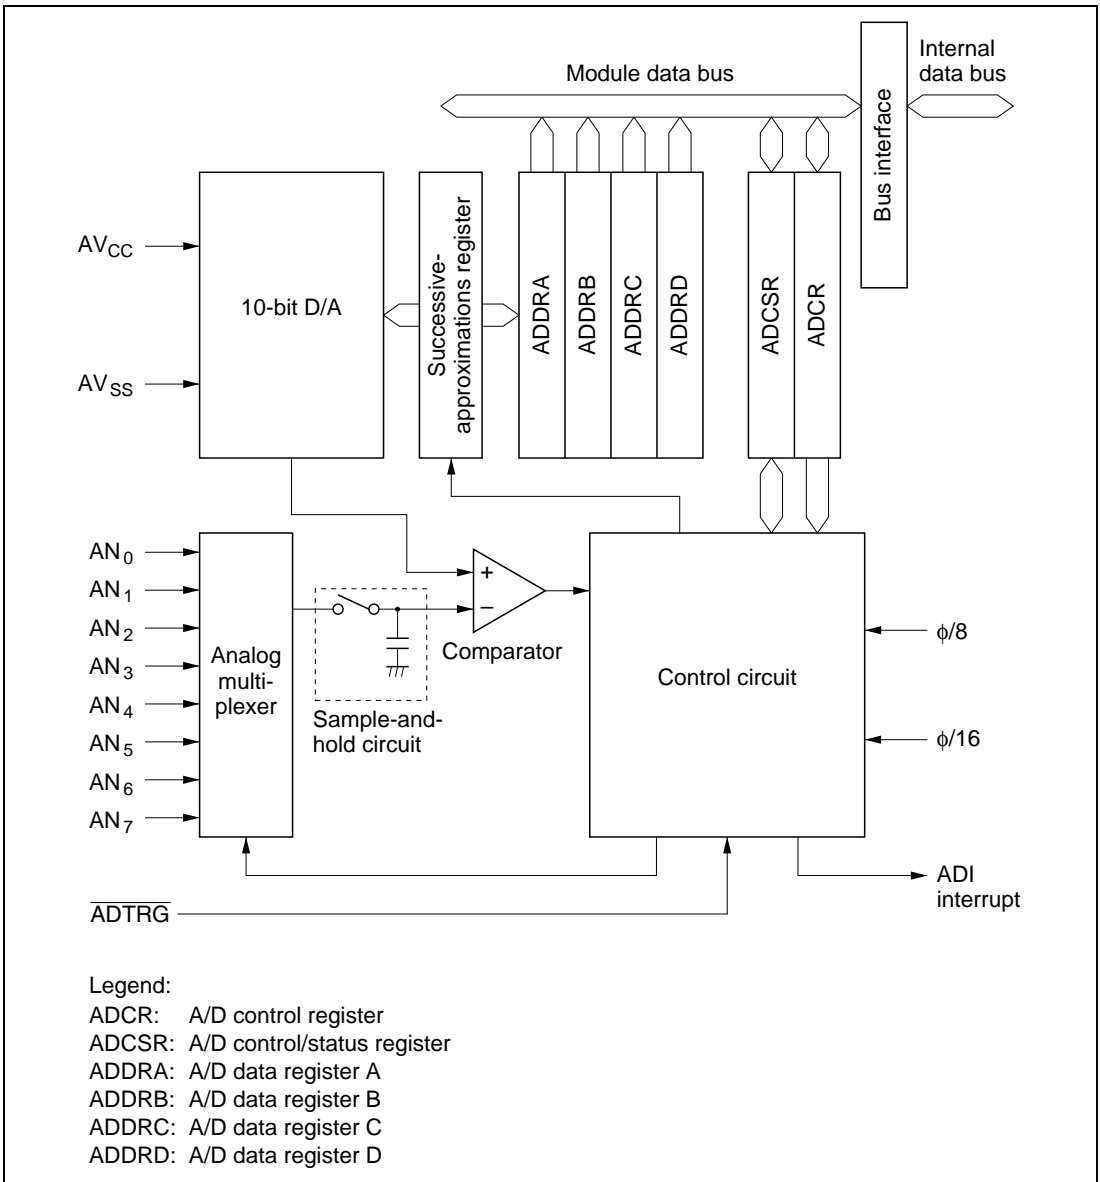 Module data bus
Internal
data bus
Bus interface
AVCC
AVSS
10-bit D/A
Successive-
approximations register
ADDRA
ADDRB
ADDRC
ADDRD
ADCSR
ADCR
AN0
AN1
AN2
AN3
AN4
AN5
AN6
AN7
Analog
multi-
plexer
Sample-and-
hold circuit
+
−
Comparator
Control circuit
ϕ/8
ϕ/16
ADI
interrupt
A̅D̅T̅R̅G̅
Legend:
ADCR: A/D control register
ADCSR: A/D control/status register
ADDRA: A/D data register A
ADDRB: A/D data register B
ADDRC: A/D data register C
ADDRD: A/D data register D